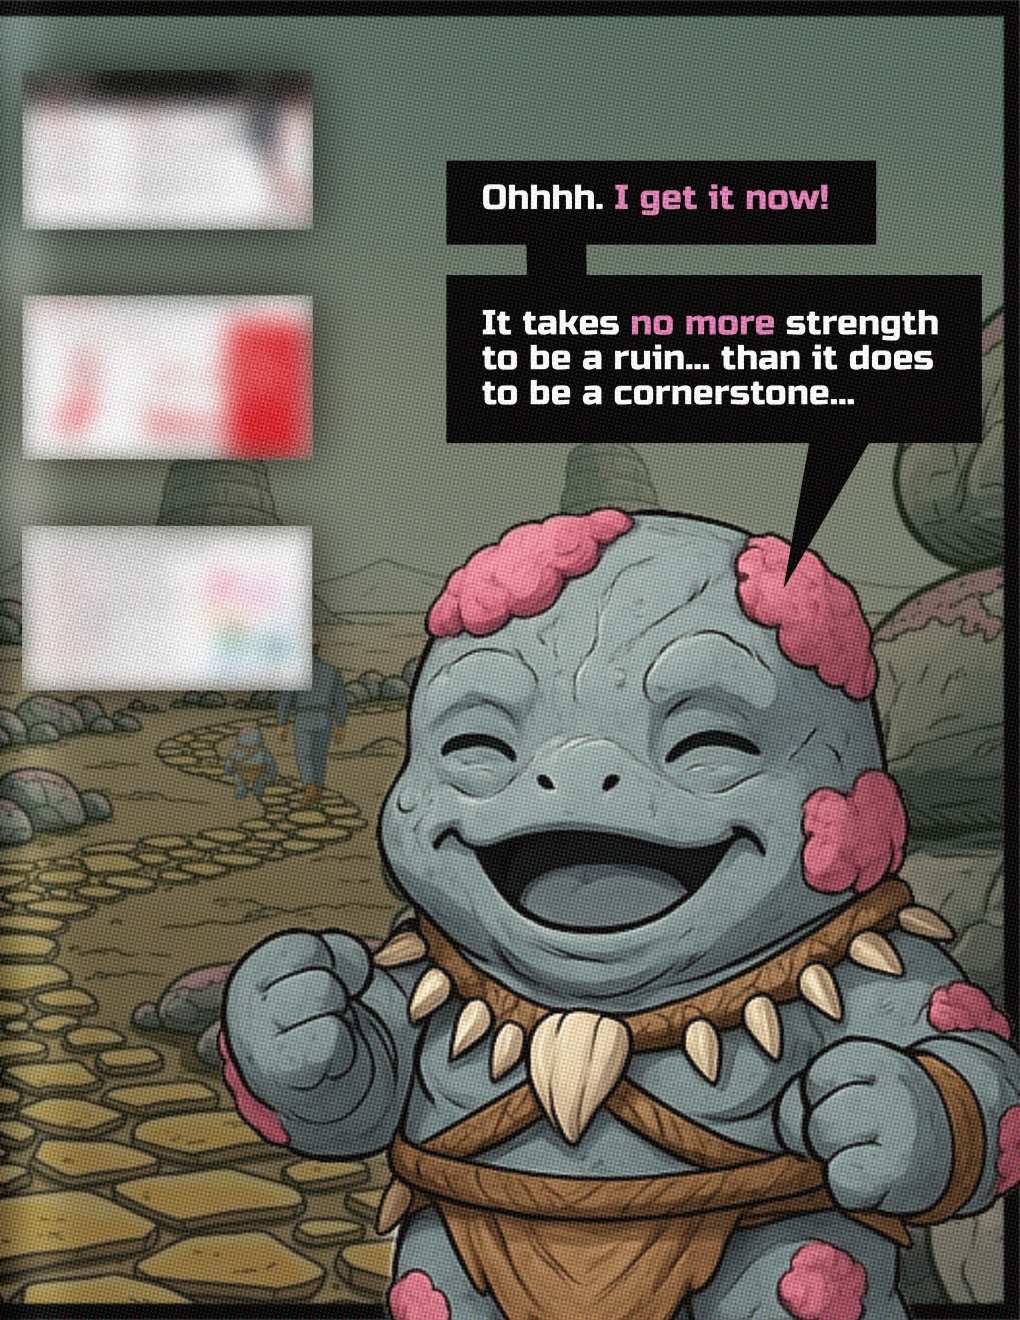 Ohhhh. I get it now!
It takes no more strength
to be a ruin... than it does
to be a cornerstone...